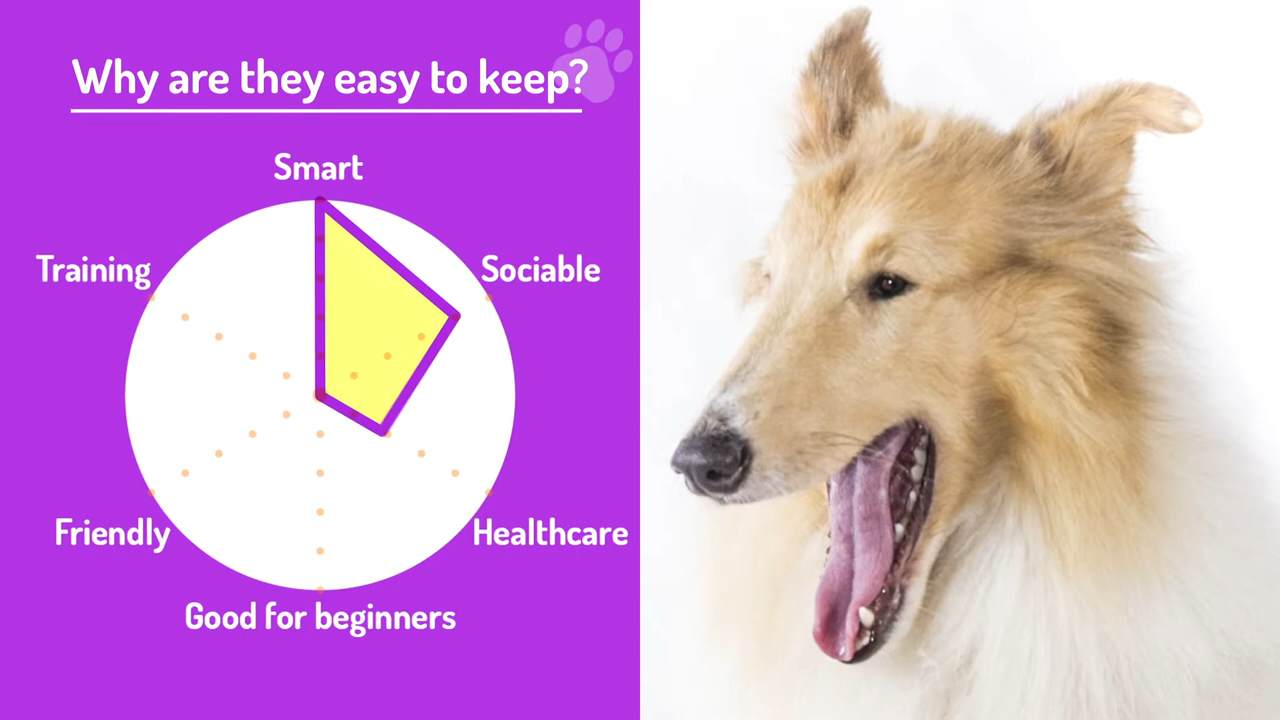 Why are they easy to keep?
Smart
Training
Sociable
Friendly
Healthcare
Good for beginners